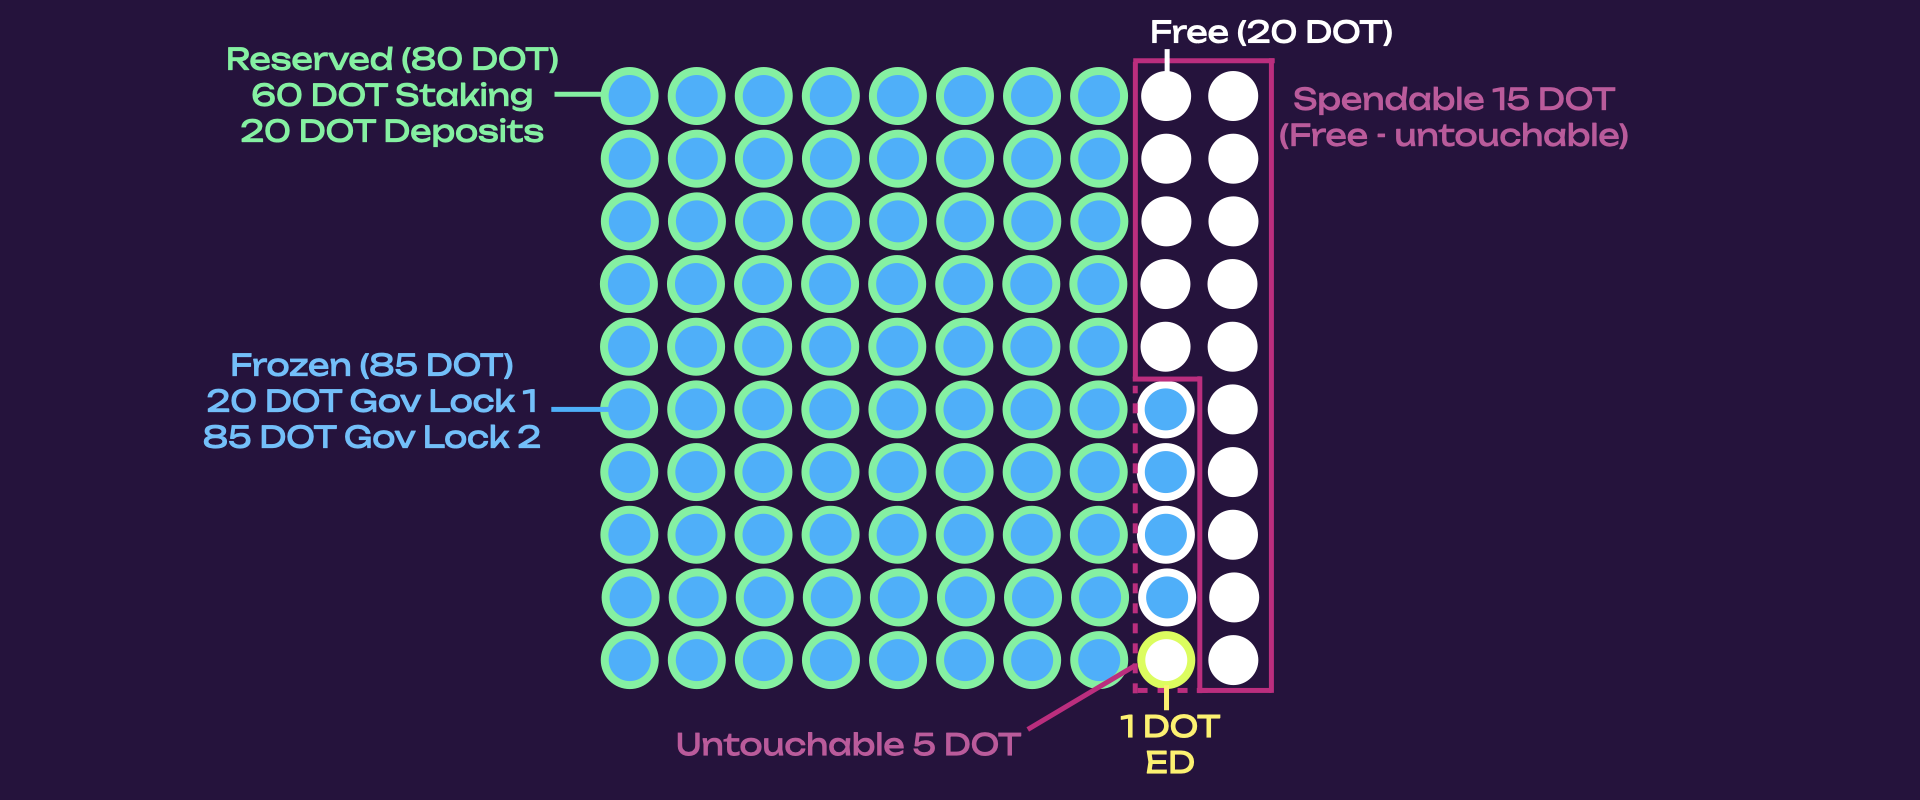 Free (20 DOT)
Reserved (80 DOT)
60 DOT Staking
20 DOT Deposits
Spendable 15 DOT
(Free - untouchable)
Frozen (85 DOT)
20 DOT Gov Lock 1
85 DOT Gov Lock 2
Untouchable 5 DOT
1 DOT
ED